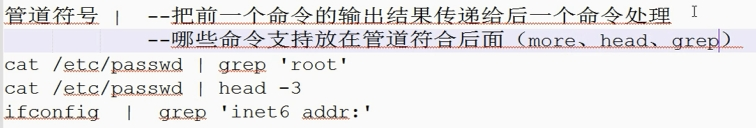 管道符号 |  --把前一个命令的输出结果传递给后一个命令处理
--哪些命令支持放在管道符合后面（more、head、grep）
cat /etc/passwd | grep 'root'
cat /etc/passwd | head -3
ifconfig  |  grep 'inet6 addr:'